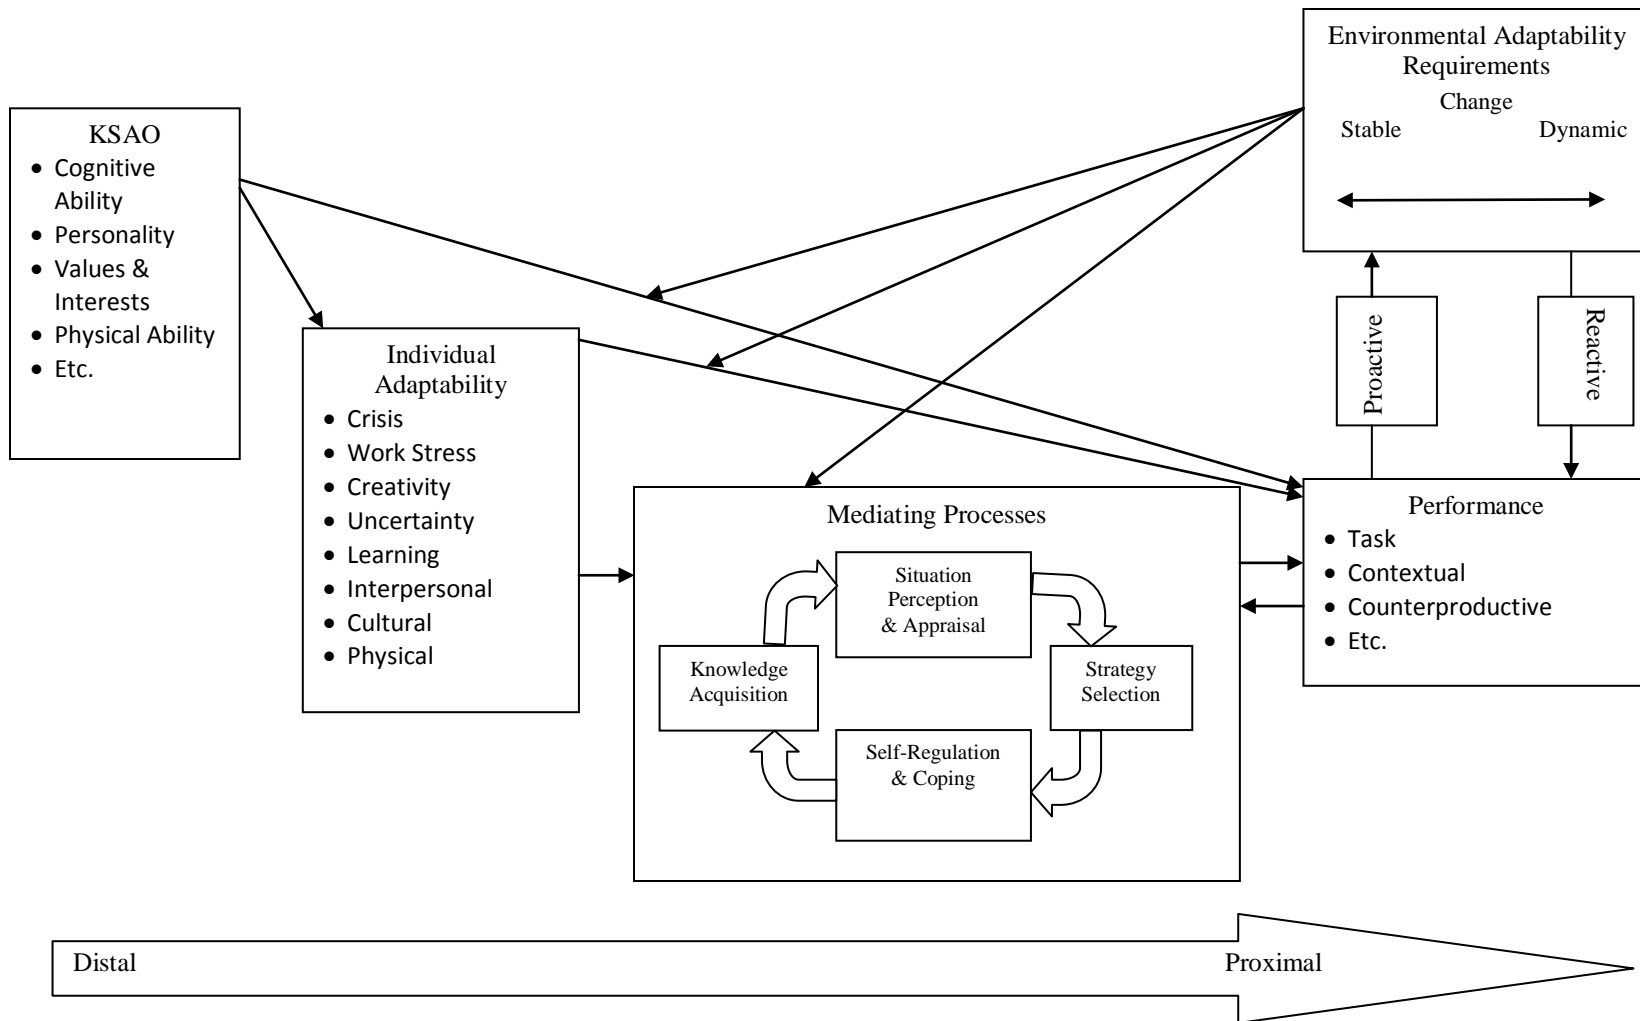 Environmental Adaptability
Requirements
Change
Stable
Dynamic
KSAO
• Cognitive
Ability
• Personality
• Values &
Interests
• Physical Ability
• Etc.
Individual
Adaptability
• Crisis
• Work Stress
• Creativity
• Uncertainty
• Learning
• Interpersonal
• Cultural
• Physical
Proactive
Reactive
Mediating Processes
Situation
Perception
& Appraisal
Knowledge
Acquisition
Strategy
Selection
Self-Regulation
& Coping
Performance
• Task
• Contextual
• Counterproductive
• Etc.
Distal
Proximal